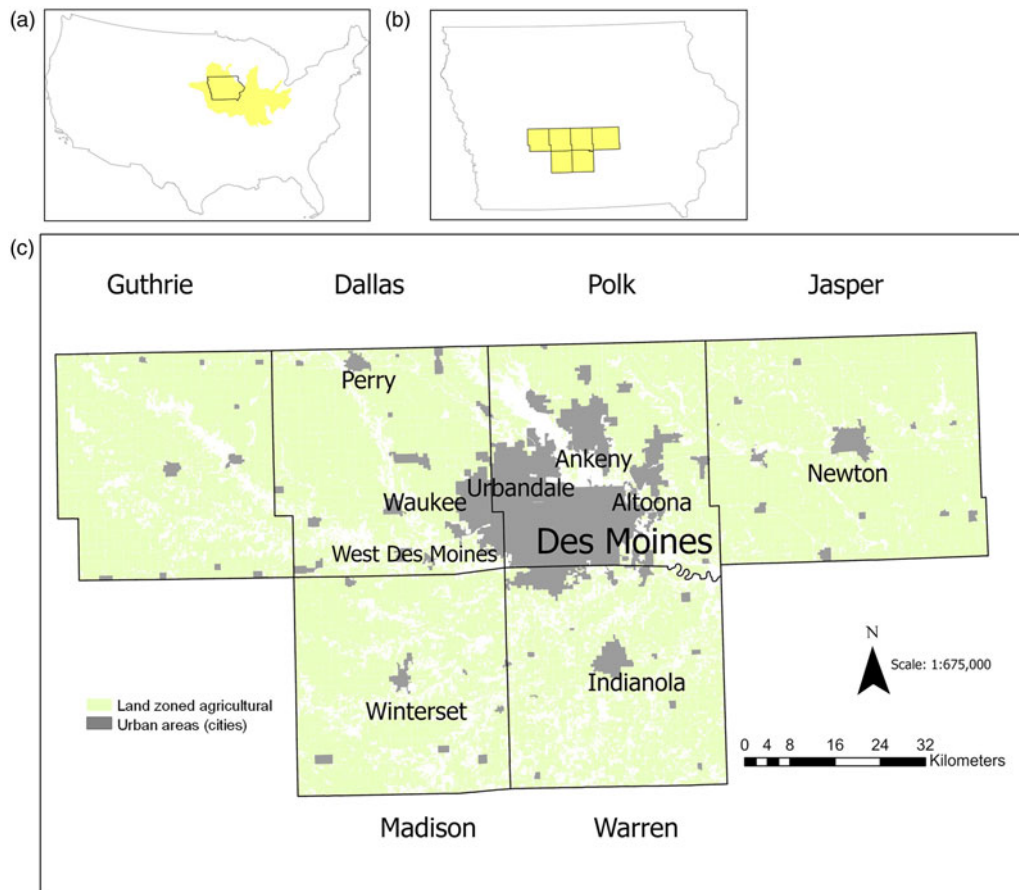 (a)
(b)
(c)
Guthrie
Dallas
Polk
Jasper
Perry
Ankeny
Newton
Urbandale
Waukee
Altoona
West Des Moines
Des Moines
N
Scale: 1:675,000
Indianola
Winterset
Land zoned agricultural
Urban areas (cities)
0 4 8 16 24 32
Kilometers
Madison
Warren